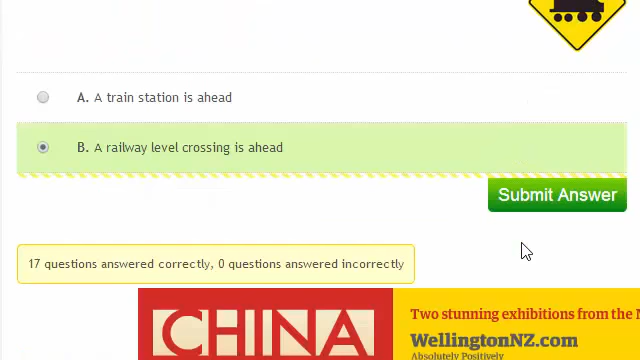 A. A train station is ahead
B. A railway level crossing is ahead
Submit Answer
17 questions answered correctly, 0 questions answered incorrectly
CHINA
Two stunning exhibitions from the
WellingtonNZ.com
Absolutely Positively